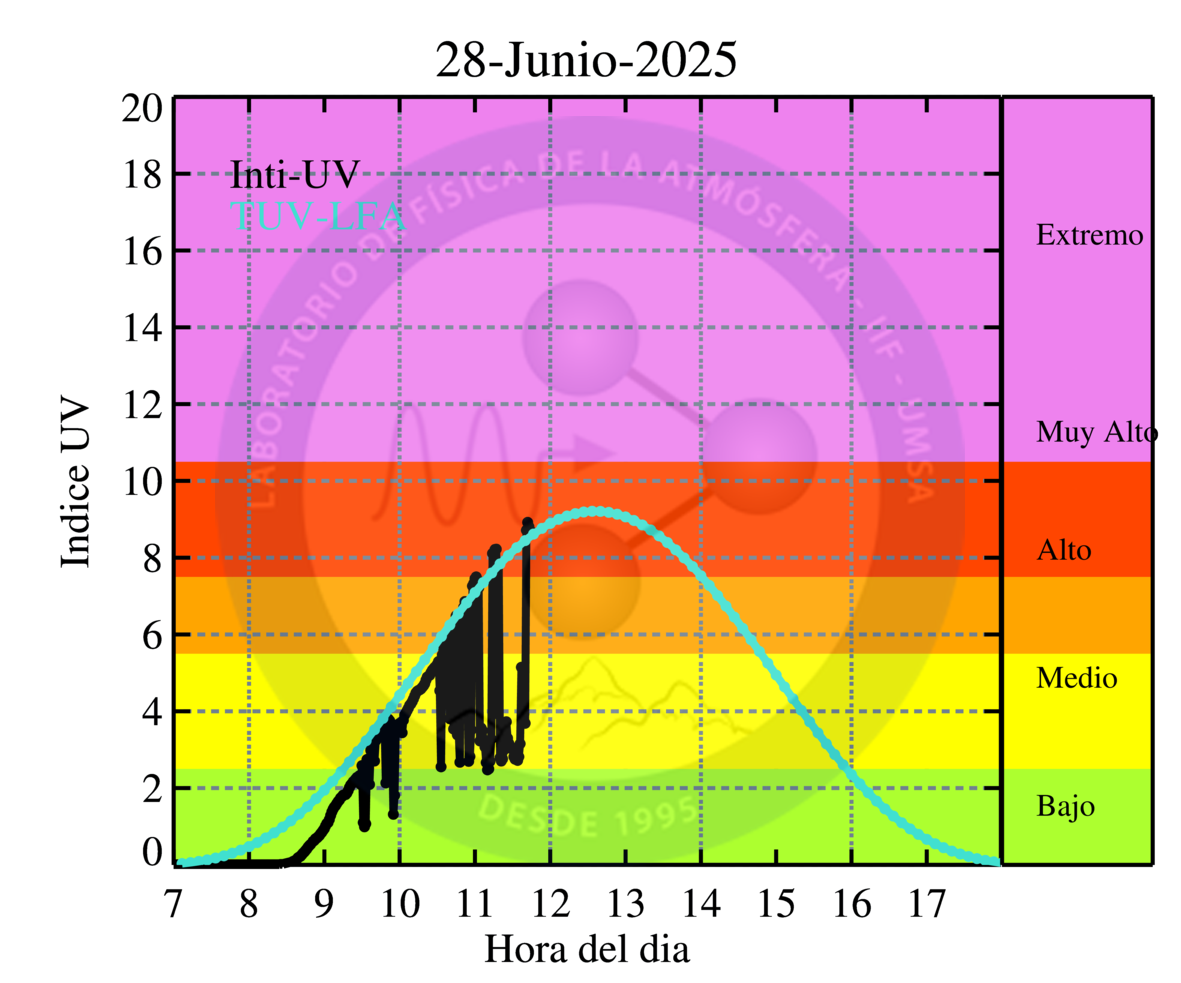 28-Junio-2025
Indice UV
20
18
16
14
12
10
8
6
4
2
0
Inti-UV
TUV-LFA
LABORATORIO DE FÍSICA DE LA ATMÓSFERA - IIF - UMSA
DESDE 1995
Extremo
Muy Alto
Alto
Medio
Bajo
7 8 9 10 11 12 13 14 15 16 17
Hora del dia